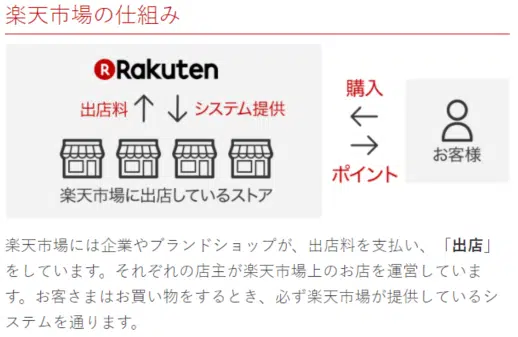 楽天市場の仕組み
Rakuten
出店料 システム提供
購入
ポイント
お客様
楽天市場に出店しているストア
楽天市場には企業やブランドショップが、出店料を支払い、「出店」
をしています。それぞれの店主が楽天市場上のお店を運営していま
す。お客さまはお買い物をするとき、必ず楽天市場が提供しているシ
ステムを通ります。